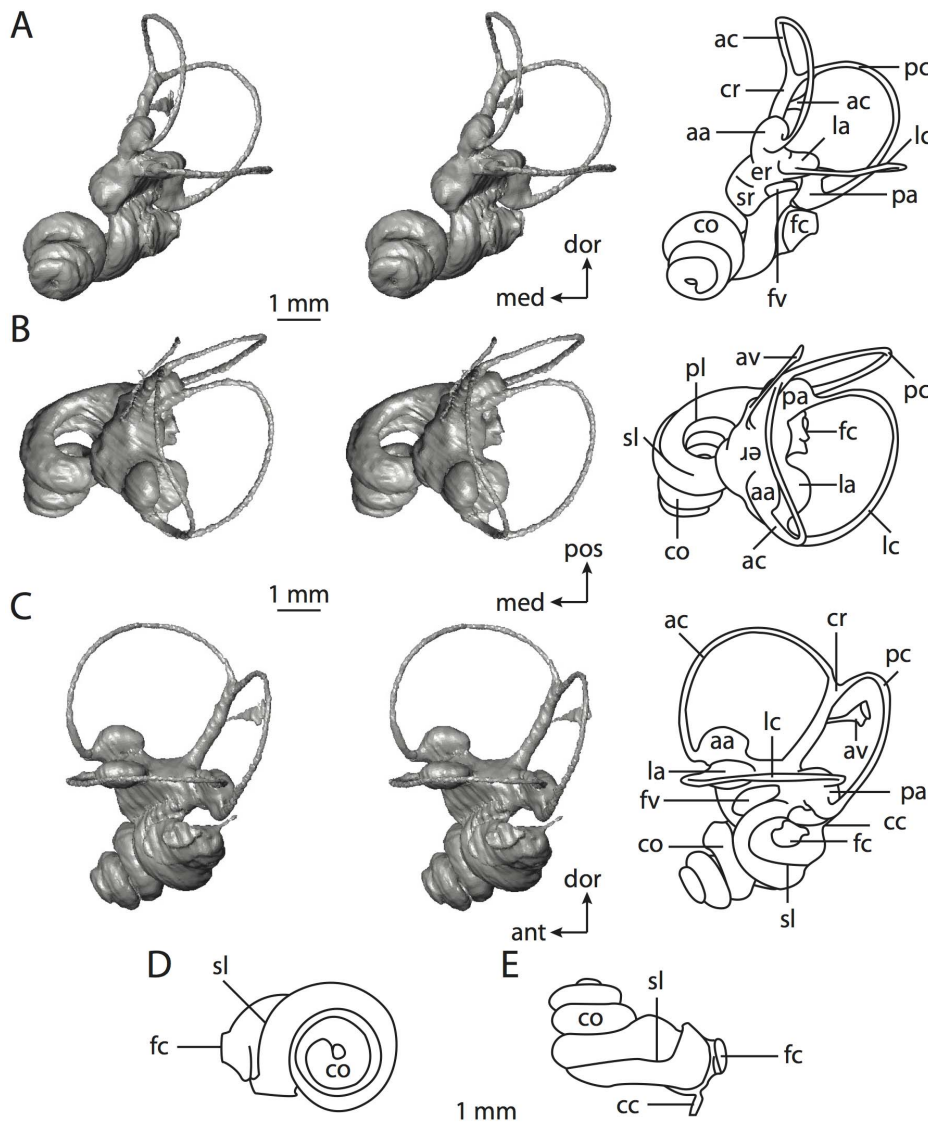 A
ac
pc
cr
ac
aa
la
lc
er
sr
pa
co
fc
fv
dor
med
1 mm
B
av
pc
pl
pa
sl
fc
er
la
aa
co
ac
lc
pos
med
1 mm
C
ac
cr
pc
lc
aa
av
la
fv
pa
cc
co
fc
sl
dor
ant
D
sl
fc
co
E
sl
co
fc
cc
1 mm